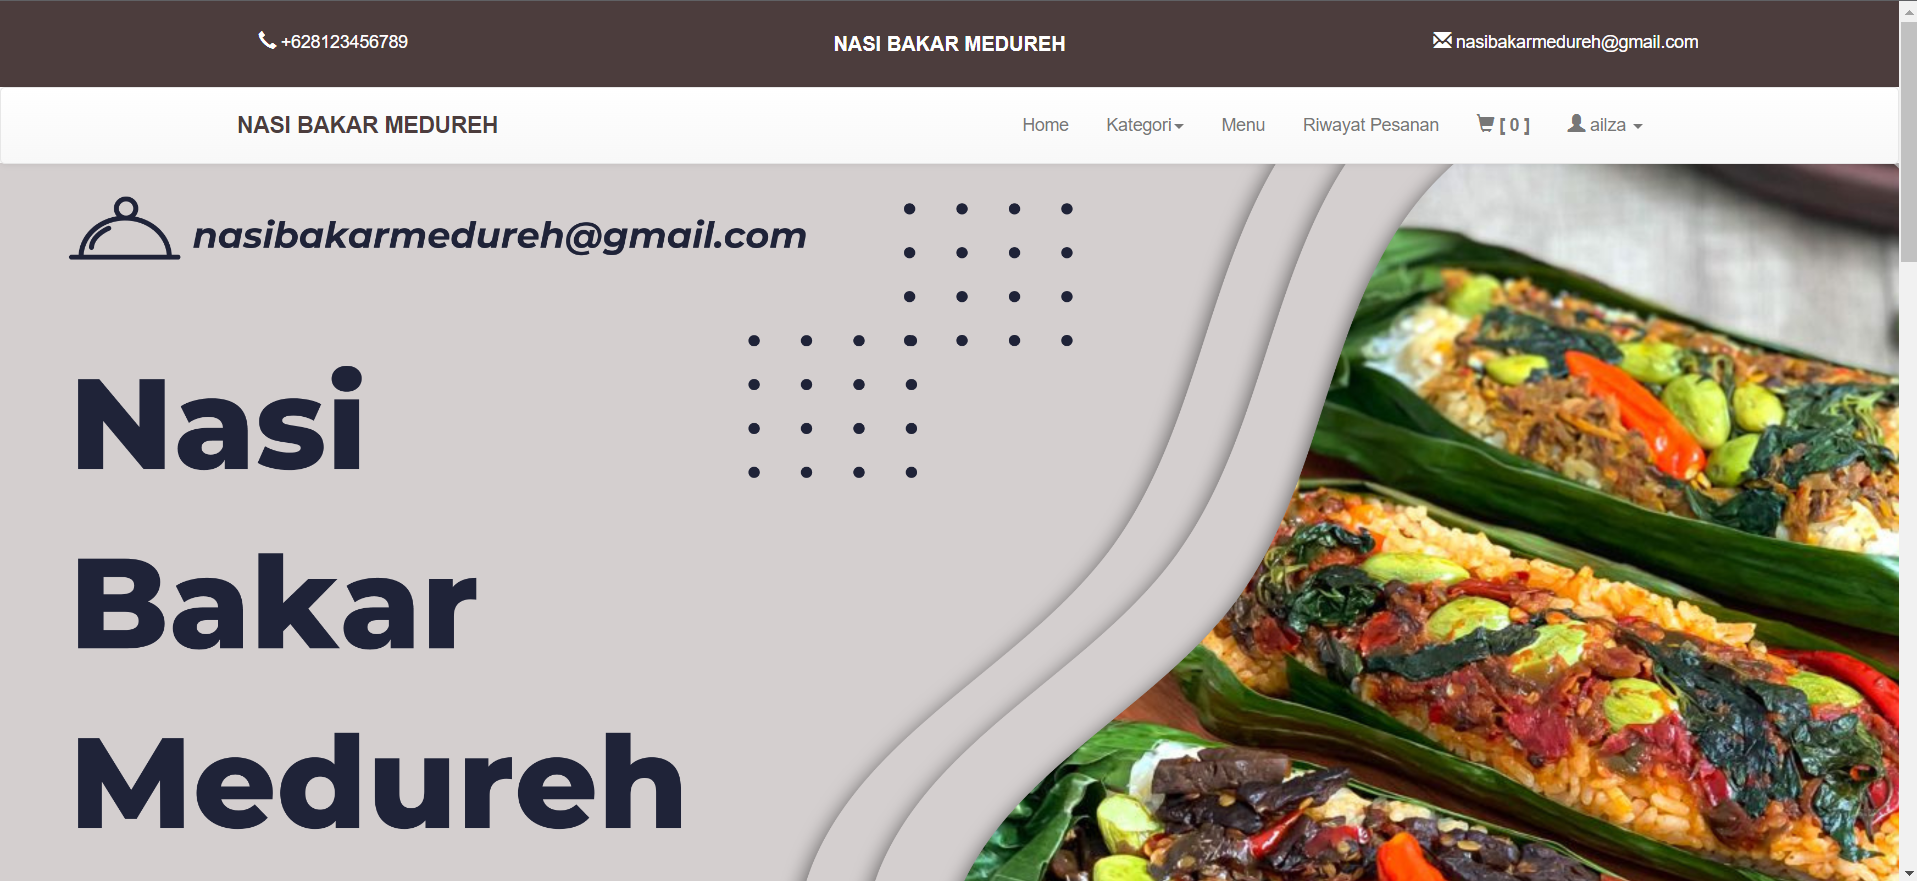 +628123456789
NASI BAKAR MEDUREH
nasibakarmedureh@gmail.com
NASI BAKAR MEDUREH
Home
Kategori
Menu
Riwayat Pesanan
[ 0 ]
ailza
nasibakarmedureh@gmail.com
Nasi
Bakar
Medureh